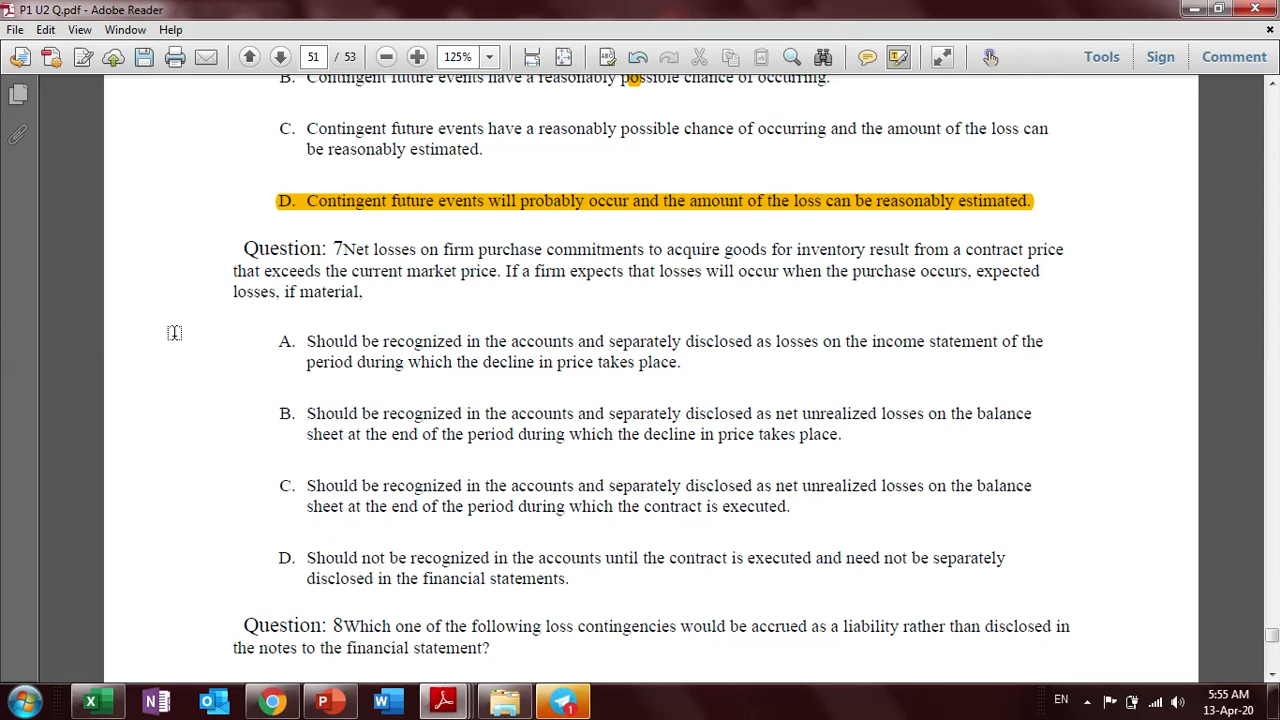 P1 U2 Q.pdf - Adobe Reader
File Edit View Window Help
51 / 53 125% Tools Sign Comment
B. Contingent future events have a reasonably possible chance of occurring.
C. Contingent future events have a reasonably possible chance of occurring and the amount of the loss can
be reasonably estimated.
D. Contingent future events will probably occur and the amount of the loss can be reasonably estimated.
Question: 7Net losses on firm purchase commitments to acquire goods for inventory result from a contract price
that exceeds the current market price. If a firm expects that losses will occur when the purchase occurs, expected
losses, if material,
A. Should be recognized in the accounts and separately disclosed as losses on the income statement of the
period during which the decline in price takes place.
B. Should be recognized in the accounts and separately disclosed as net unrealized losses on the balance
sheet at the end of the period during which the decline in price takes place.
C. Should be recognized in the accounts and separately disclosed as net unrealized losses on the balance
sheet at the end of the period during which the contract is executed.
D. Should not be recognized in the accounts until the contract is executed and need not be separately
disclosed in the financial statements.
Question: 8Which one of the following loss contingencies would be accrued as a liability rather than disclosed in
the notes to the financial statement?
EN 5:55 AM
13-Apr-20